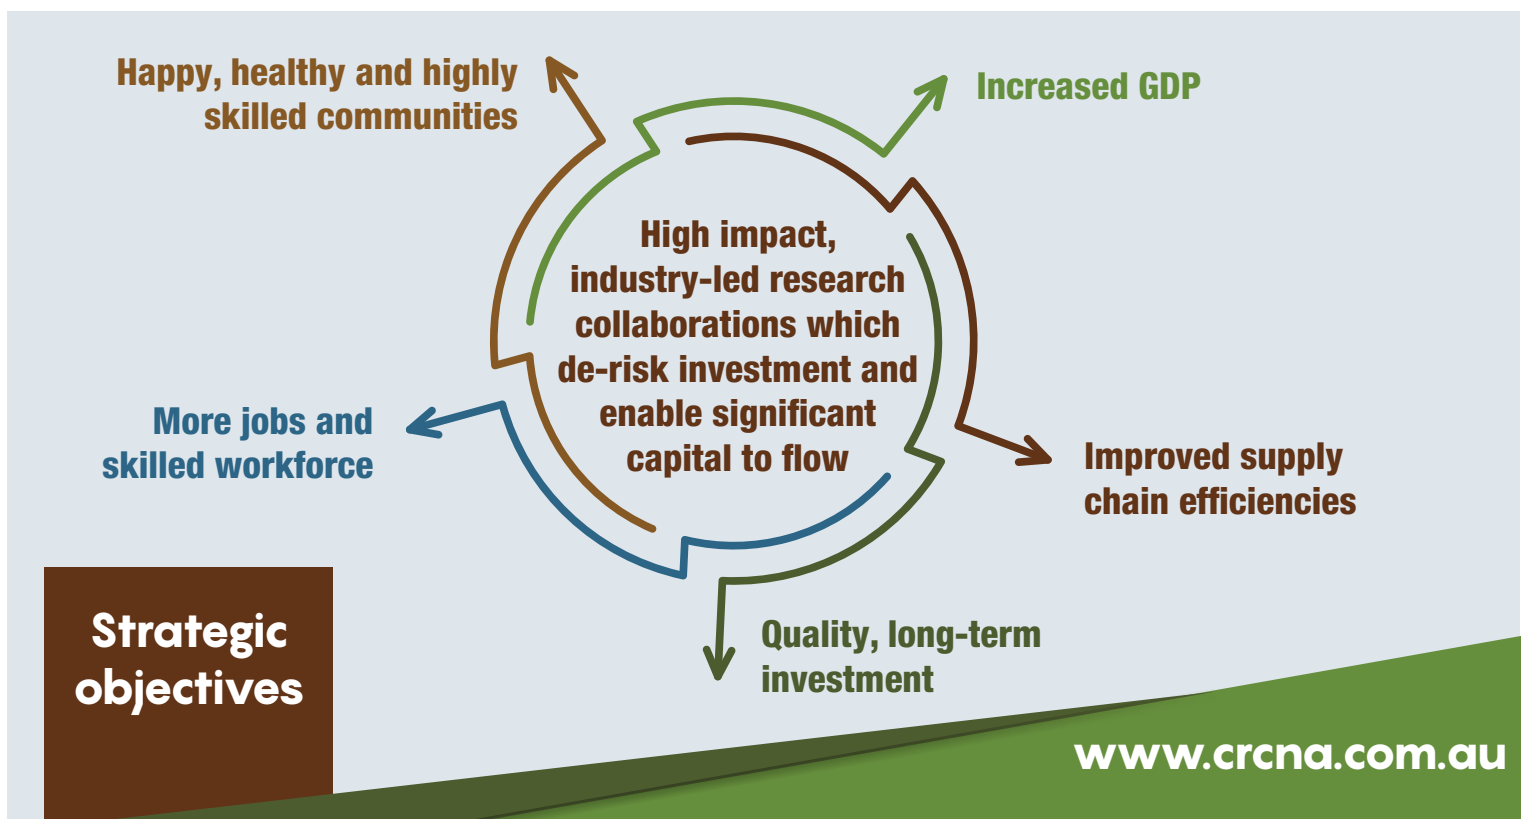 Happy, healthy and highly
skilled communities
Increased GDP
High impact,
industry-led research
collaborations which
de-risk investment and
enable significant
capital to flow
More jobs and
skilled workforce
Improved supply
chain efficiencies
Quality, long-term
investment
Strategic
objectives
www.crcna.com.au